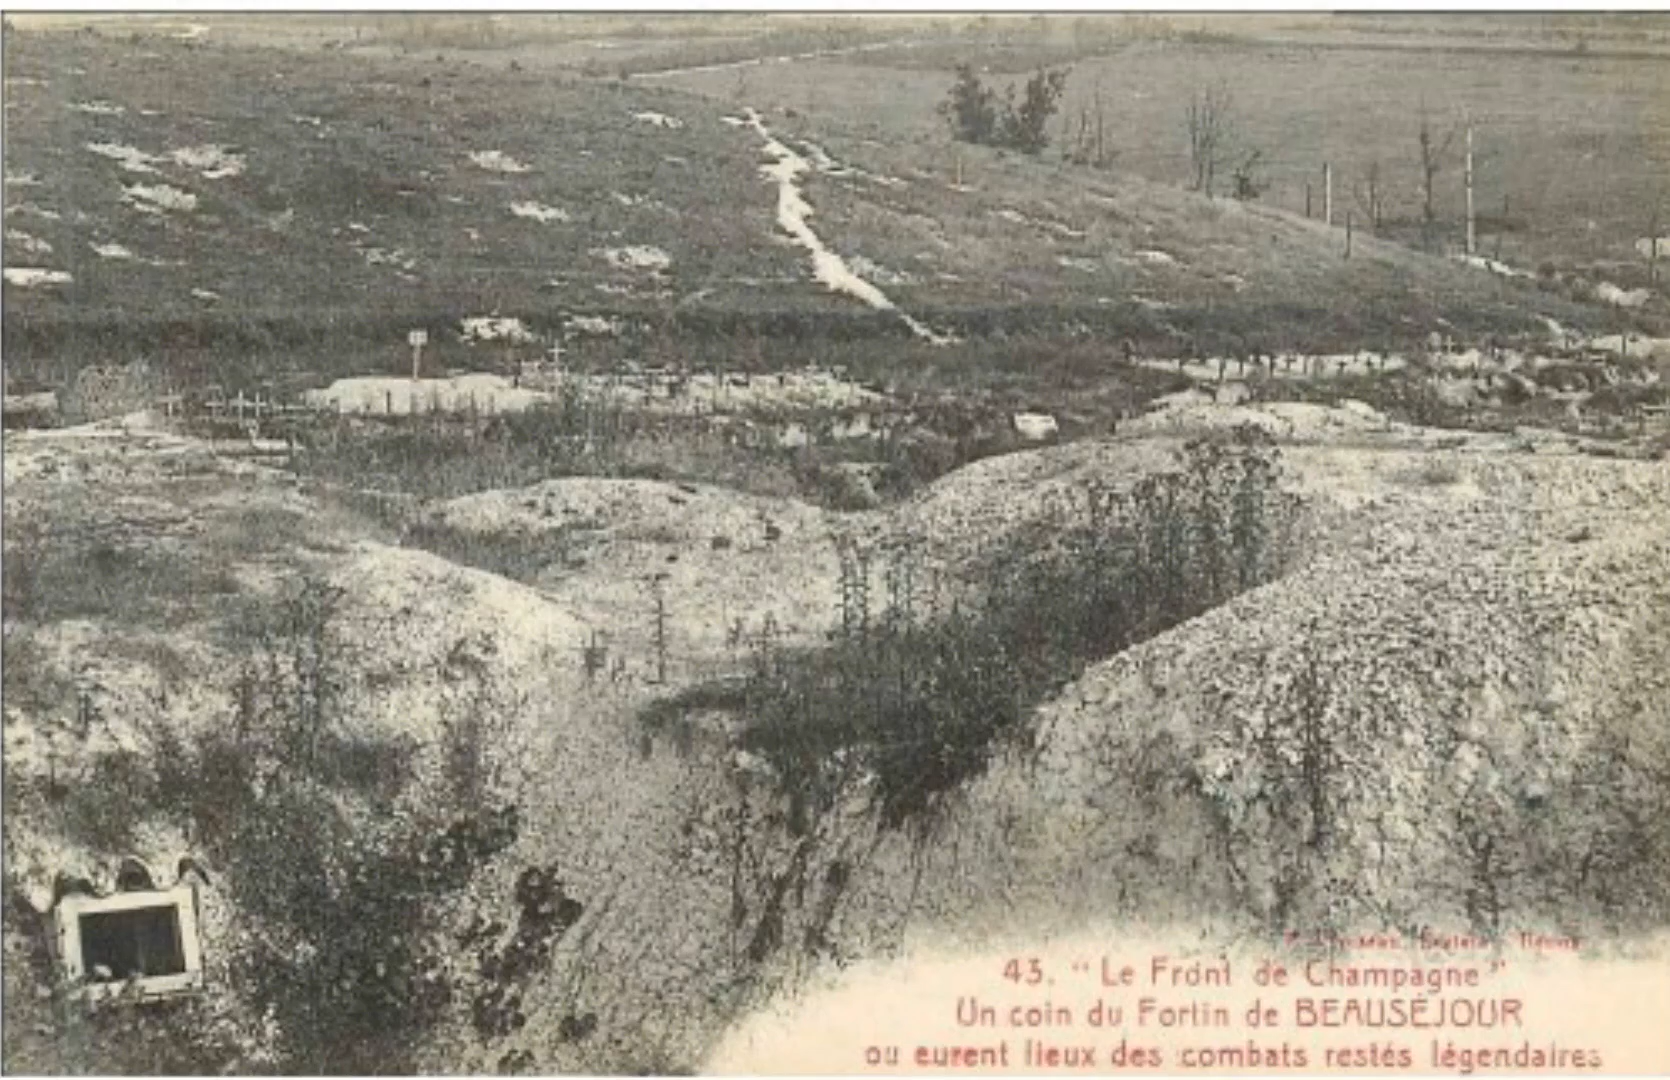 43. " Le Front de Champagne "
Un coin du Fortin de BEAUSÉJOUR
ou eurent lieux des combats restés légendaires